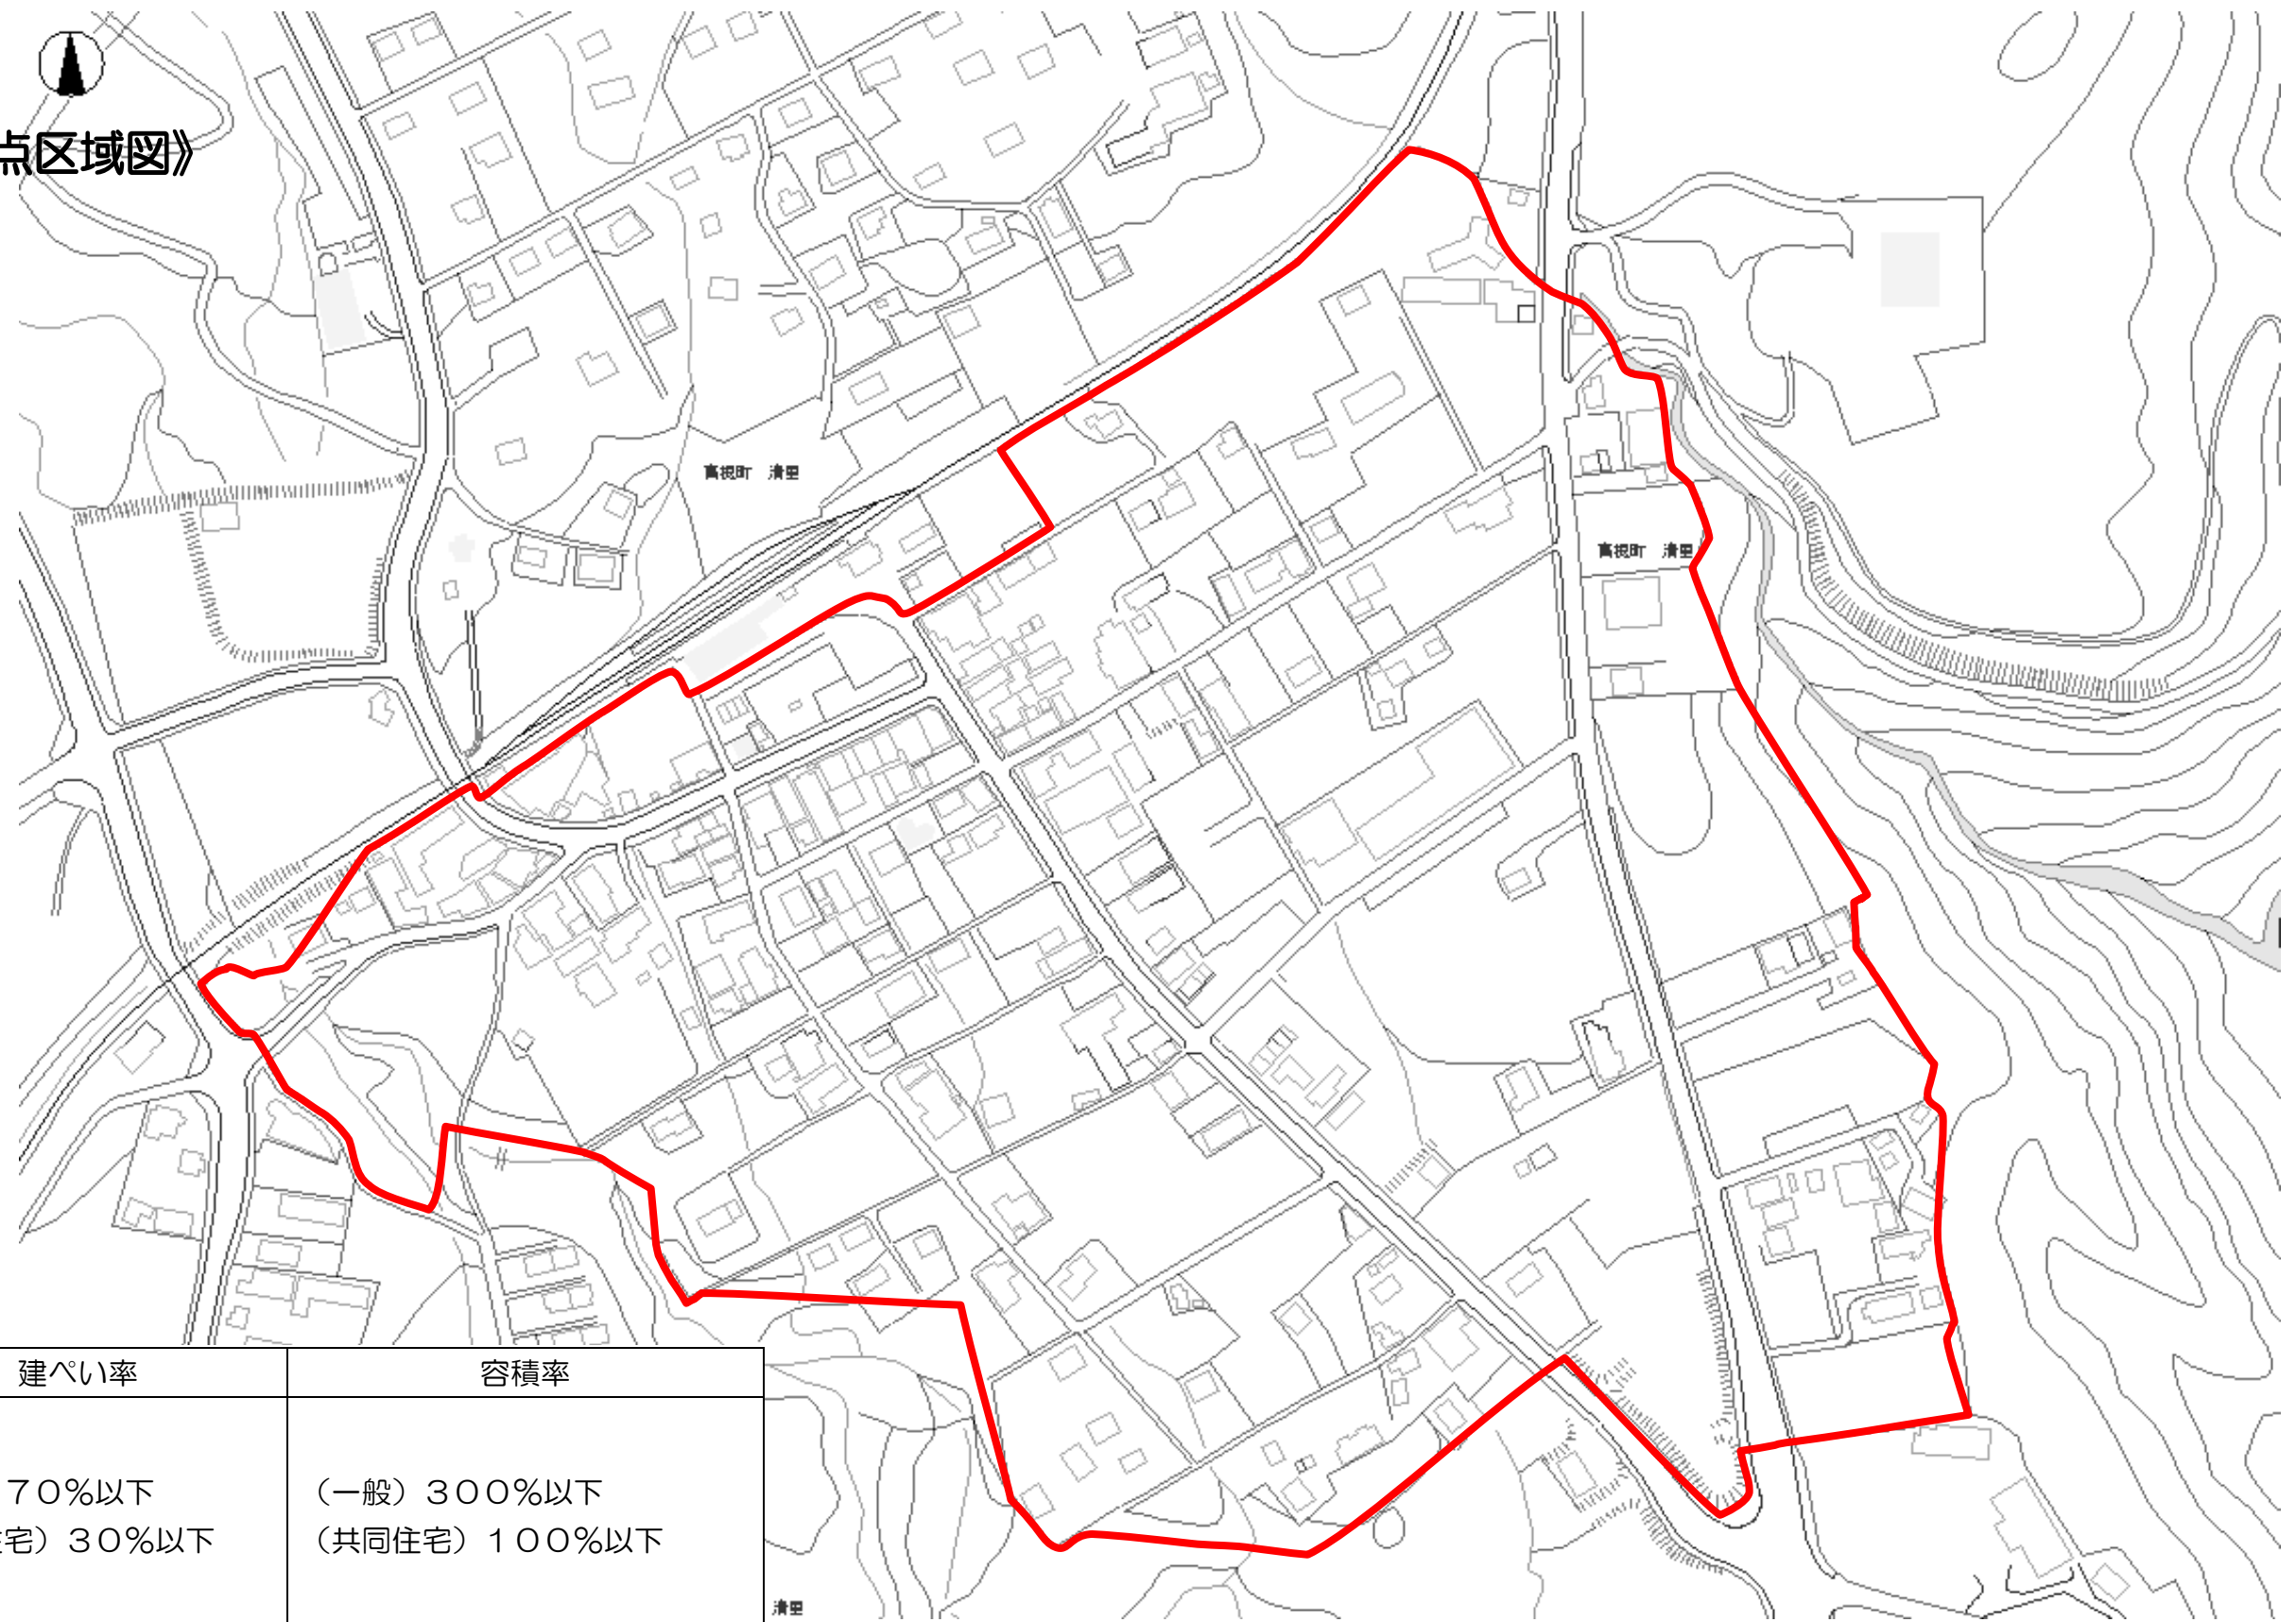 点区域図》
高根町 清里
高根町 清里
建ぺい率
容積率
70%以下
（一般）300%以下
宅）30%以下
（共同住宅）100%以下
清里